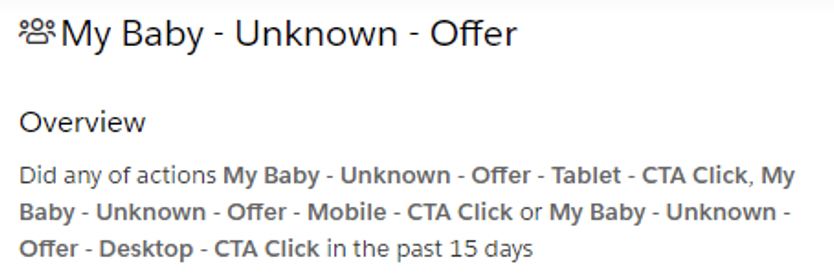 My Baby - Unknown - Offer
Overview
Did any of actions My Baby - Unknown - Offer - Tablet - CTA Click, My
Baby - Unknown - Offer - Mobile - CTA Click or My Baby - Unknown -
Offer - Desktop - CTA Click in the past 15 days